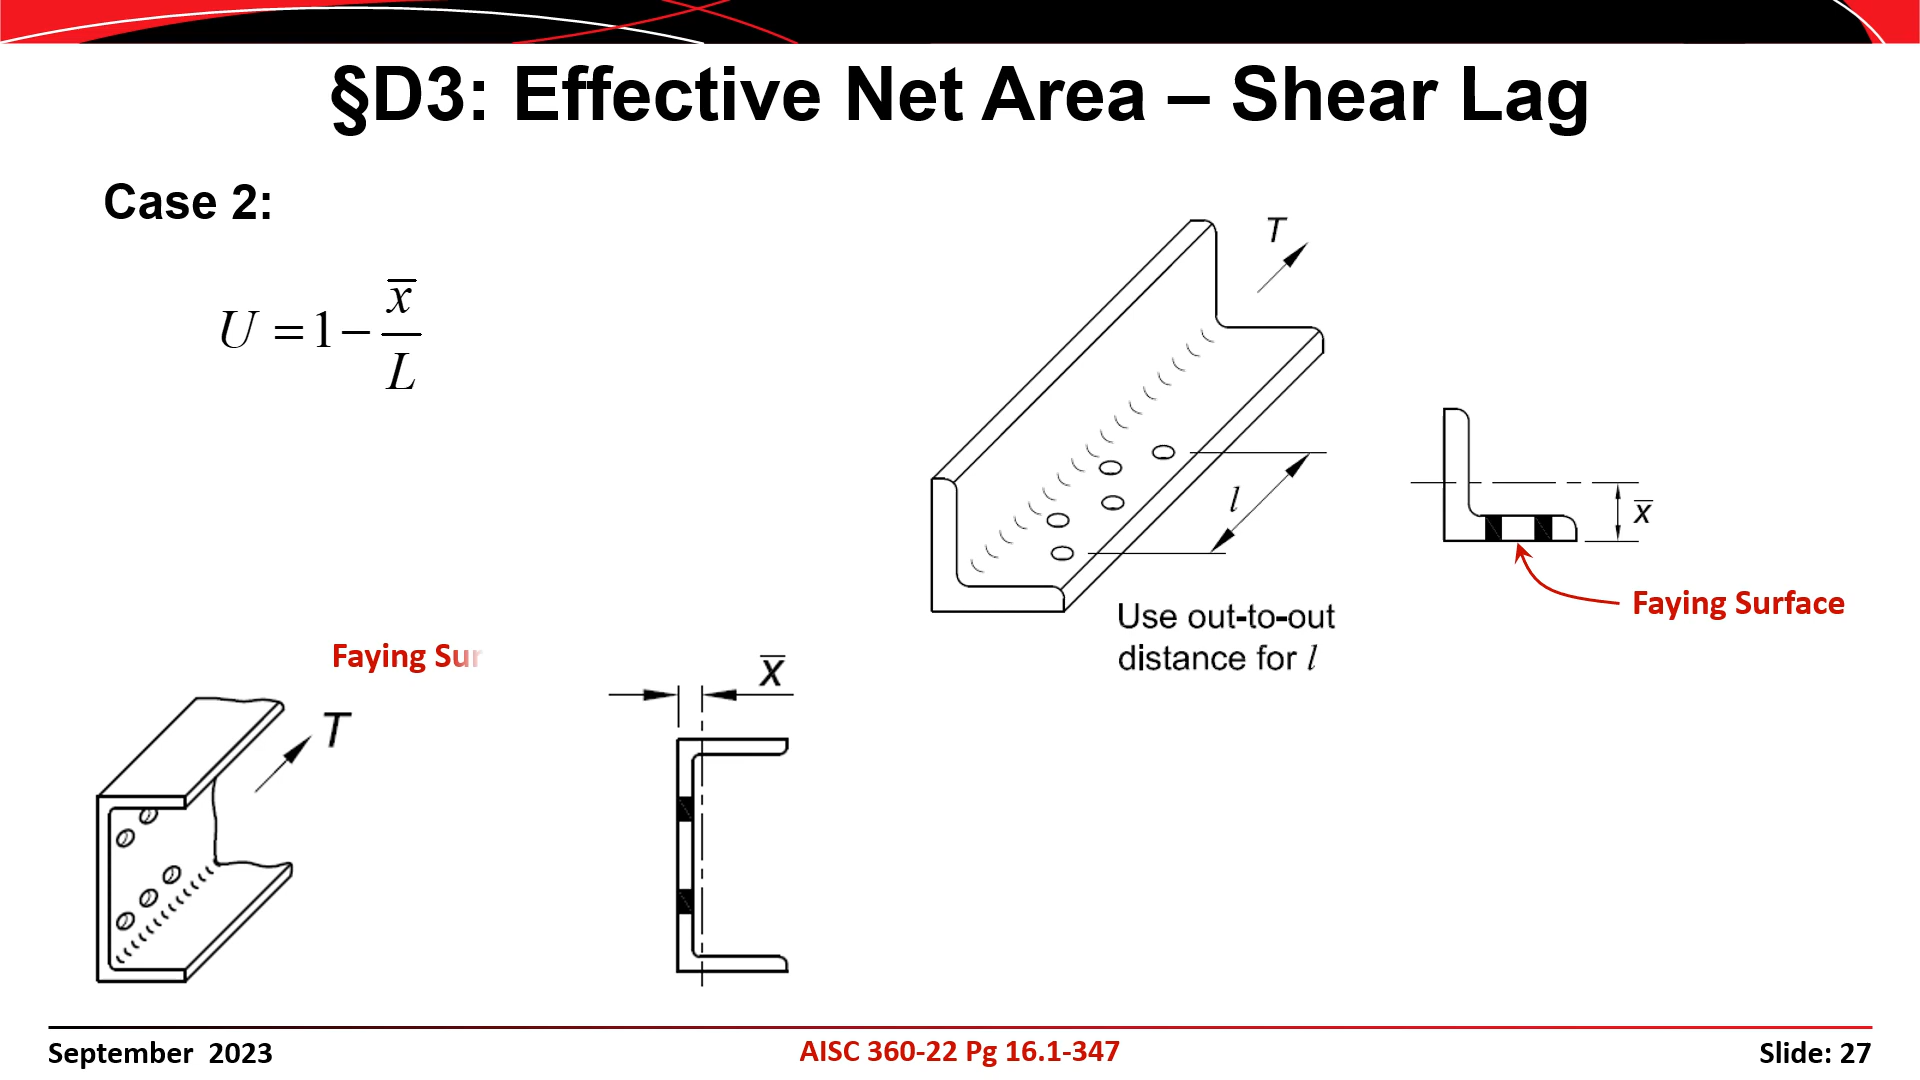 §D3: Effective Net Area – Shear Lag
Case 2:
U = 1 − x̄ / L
T
l
x̄
Faying Surface
Use out-to-out
distance for l
Faying Sur
x̄
T
September 2023
AISC 360-22 Pg 16.1-347
Slide: 27